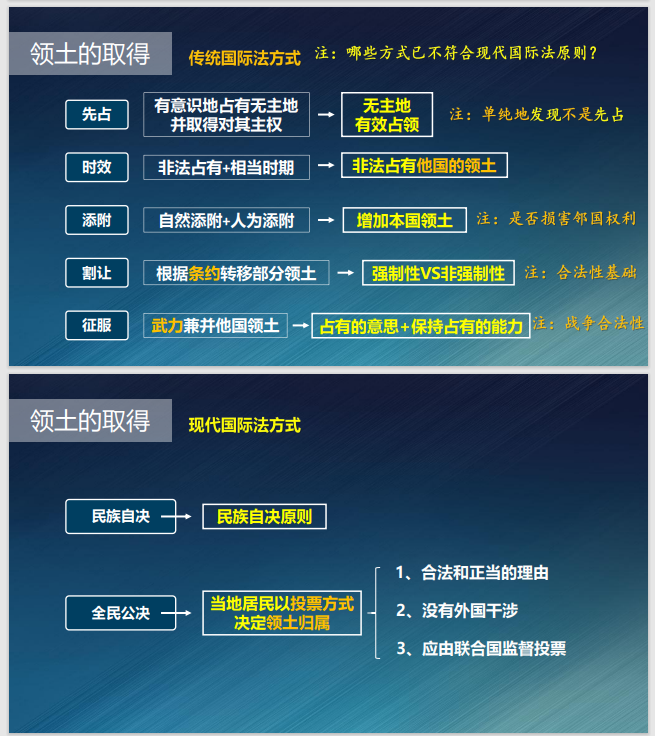 领土的取得
传统国际法方式
注：哪些方式已不符合现代国际法原则？
先占
有意识地占有无主地
并取得对其主权
无主地
有效占领
注：单纯地发现不是先占
时效
非法占有+相当时期
非法占有他国的领土
添附
自然添附+人为添附
增加本国领土
注：是否损害邻国权利
割让
根据条约转移部分领土
强制性VS非强制性
注：合法性基础
征服
武力兼并他国领土
占有的意思+保持占有的能力
注：战争合法性
领土的取得
现代国际法方式
民族自决
民族自决原则
全民公决
当地居民以投票方式
决定领土归属
1、合法和正当的理由
2、没有外国干涉
3、应由联合国监督投票